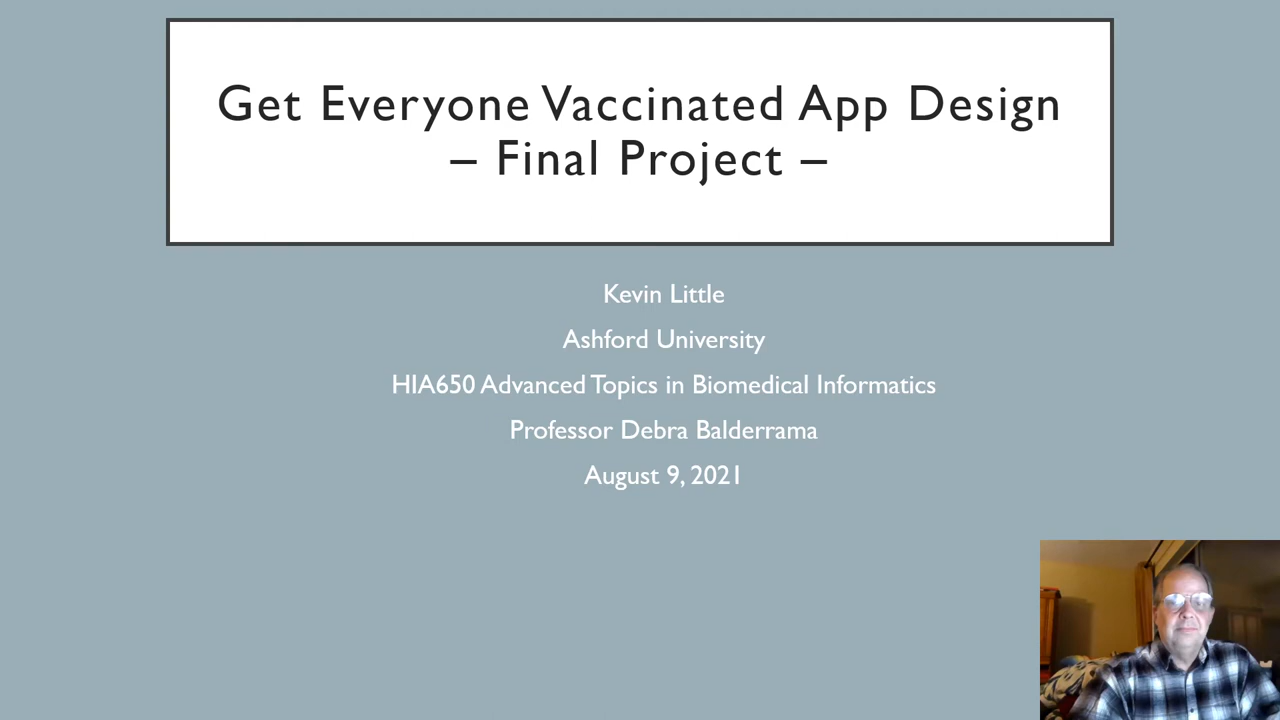 Get Everyone Vaccinated App Design
– Final Project –
Kevin Little
Ashford University
HIA650 Advanced Topics in Biomedical Informatics
Professor Debra Balderrama
August 9, 2021